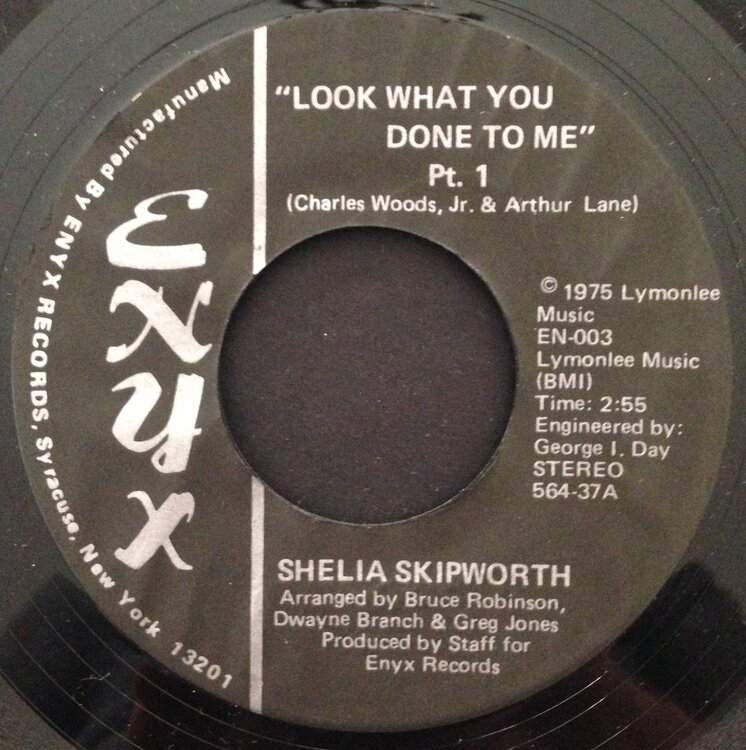 "LOOK WHAT YOU
DONE TO ME"
Pt. 1
(Charles Woods, Jr. & Arthur Lane)
© 1975 Lymonlee
Music
EN-003
Lymonlee Music
(BMI)
Time: 2:55
Engineered by:
George I. Day
STEREO
564-37A
SHELIA SKIPWORTH
Arranged by Bruce Robinson,
Dwayne Branch & Greg Jones
Produced by Staff for
Enyx Records
Enyx
Manufactured By ENYX RECORDS, Syracuse, New York 13201